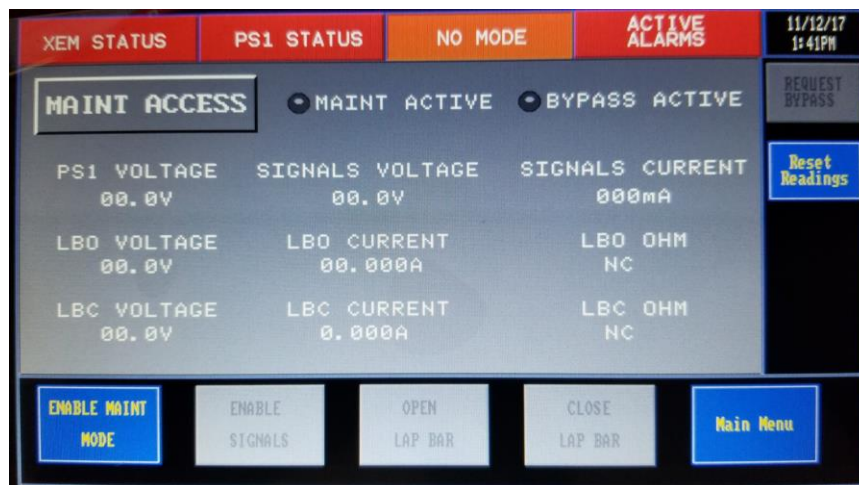 XEM STATUS
PS1 STATUS
NO MODE
ACTIVE
ALARMS
11/12/17
1:41PM
MAINT ACCESS
MAINT ACTIVE
BYPASS ACTIVE
REQUEST
BYPASS
PS1 VOLTAGE
00.0V
SIGNALS VOLTAGE
00.0V
SIGNALS CURRENT
000mA
Reset
Readings
LBO VOLTAGE
00.0V
LBO CURRENT
00.000A
LBO OHM
NC
LBC VOLTAGE
00.0V
LBC CURRENT
0.000A
LBC OHM
NC
ENABLE MAINT
MODE
ENABLE
SIGNALS
OPEN
LAP BAR
CLOSE
LAP BAR
Main Menu